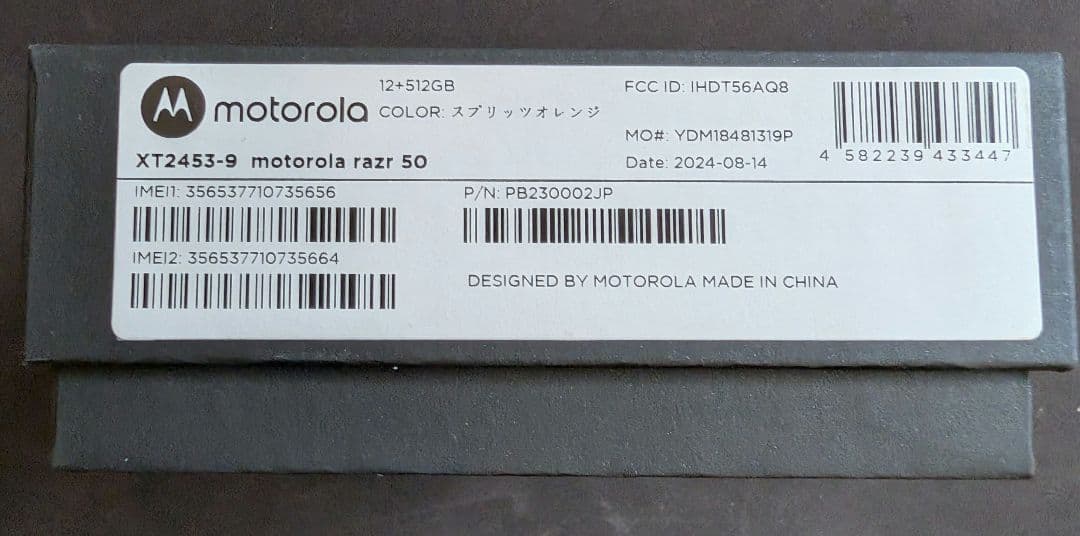 motorola
12+512GB
COLOR: スプリッツオレンジ
XT2453-9 motorola razr 50
FCC ID: IHDT56AQ8
MO#: YDM18481319P
Date: 2024-08-14
4 582239 433447
IMEI1: 356537710735656
IMEI2: 356537710735664
P/N: PB230002JP
DESIGNED BY MOTOROLA MADE IN CHINA